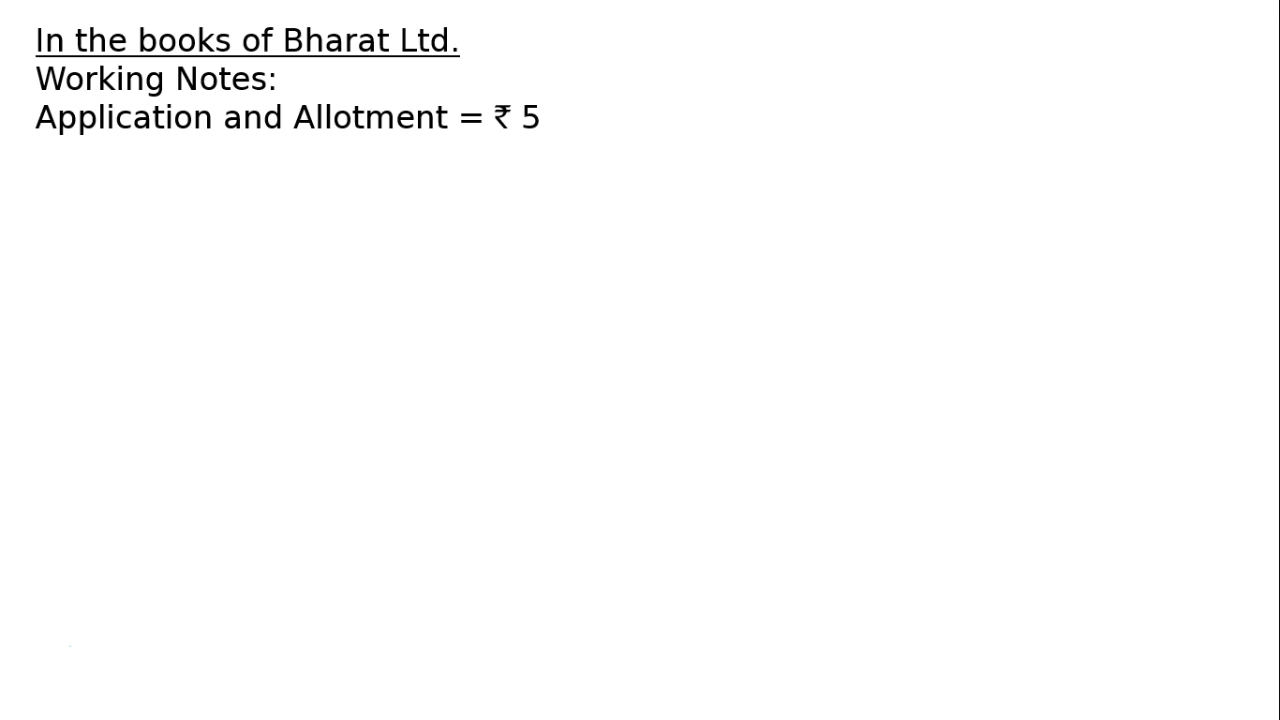 In the books of Bharat Ltd.
Working Notes:
Application and Allotment = ₹ 5